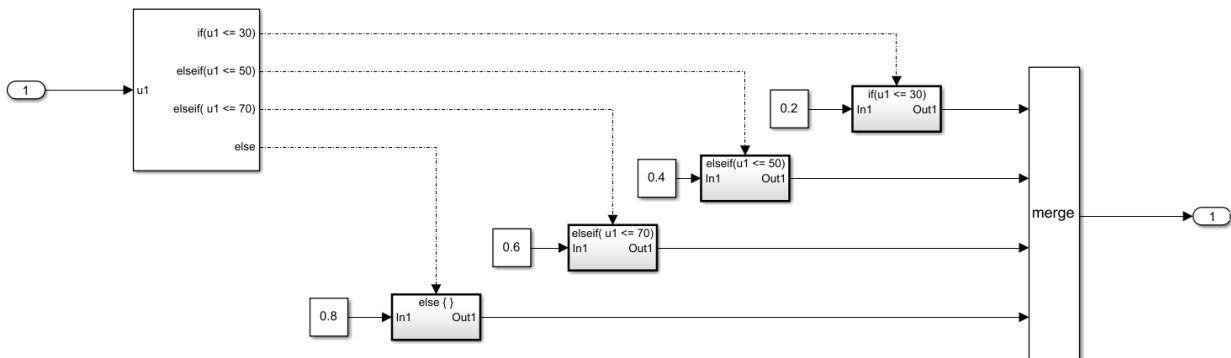 if(u1 <= 30)
elseif(u1 <= 50)
elseif( u1 <= 70)
else
1
u1
0.2
if(u1 <= 30)
In1
Out1
0.4
elseif(u1 <= 50)
In1
Out1
0.6
elseif( u1 <= 70)
In1
Out1
0.8
else { }
In1
Out1
merge
1